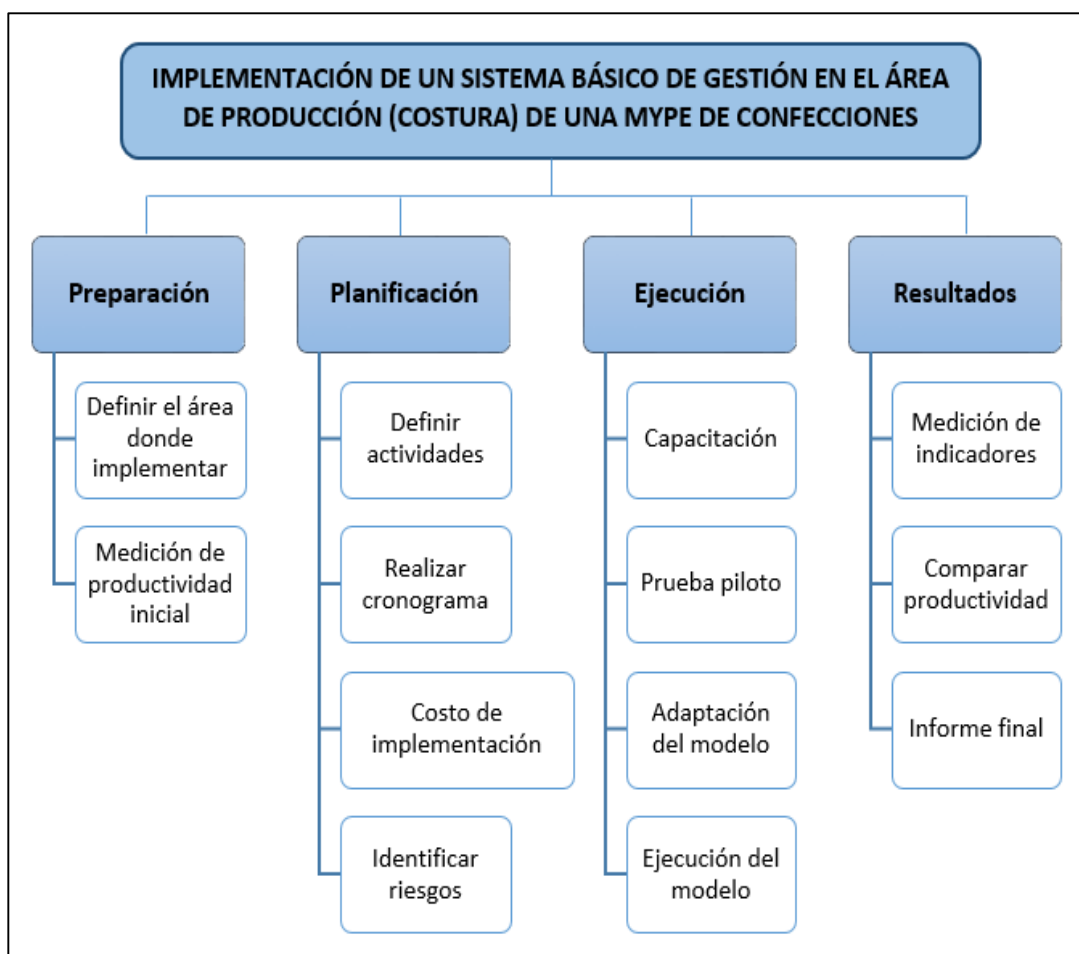 IMPLEMENTACIÓN DE UN SISTEMA BÁSICO DE GESTIÓN EN EL ÁREA
DE PRODUCCIÓN (COSTURA) DE UNA MYPE DE CONFECCIONES
Preparación
Definir el área
donde
implementar
Medición de
productividad
inicial
Planificación
Definir
actividades
Realizar
cronograma
Costo de
implementación
Identificar
riesgos
Ejecución
Capacitación
Prueba piloto
Adaptación
del modelo
Ejecución del
modelo
Resultados
Medición de
indicadores
Comparar
productividad
Informe final